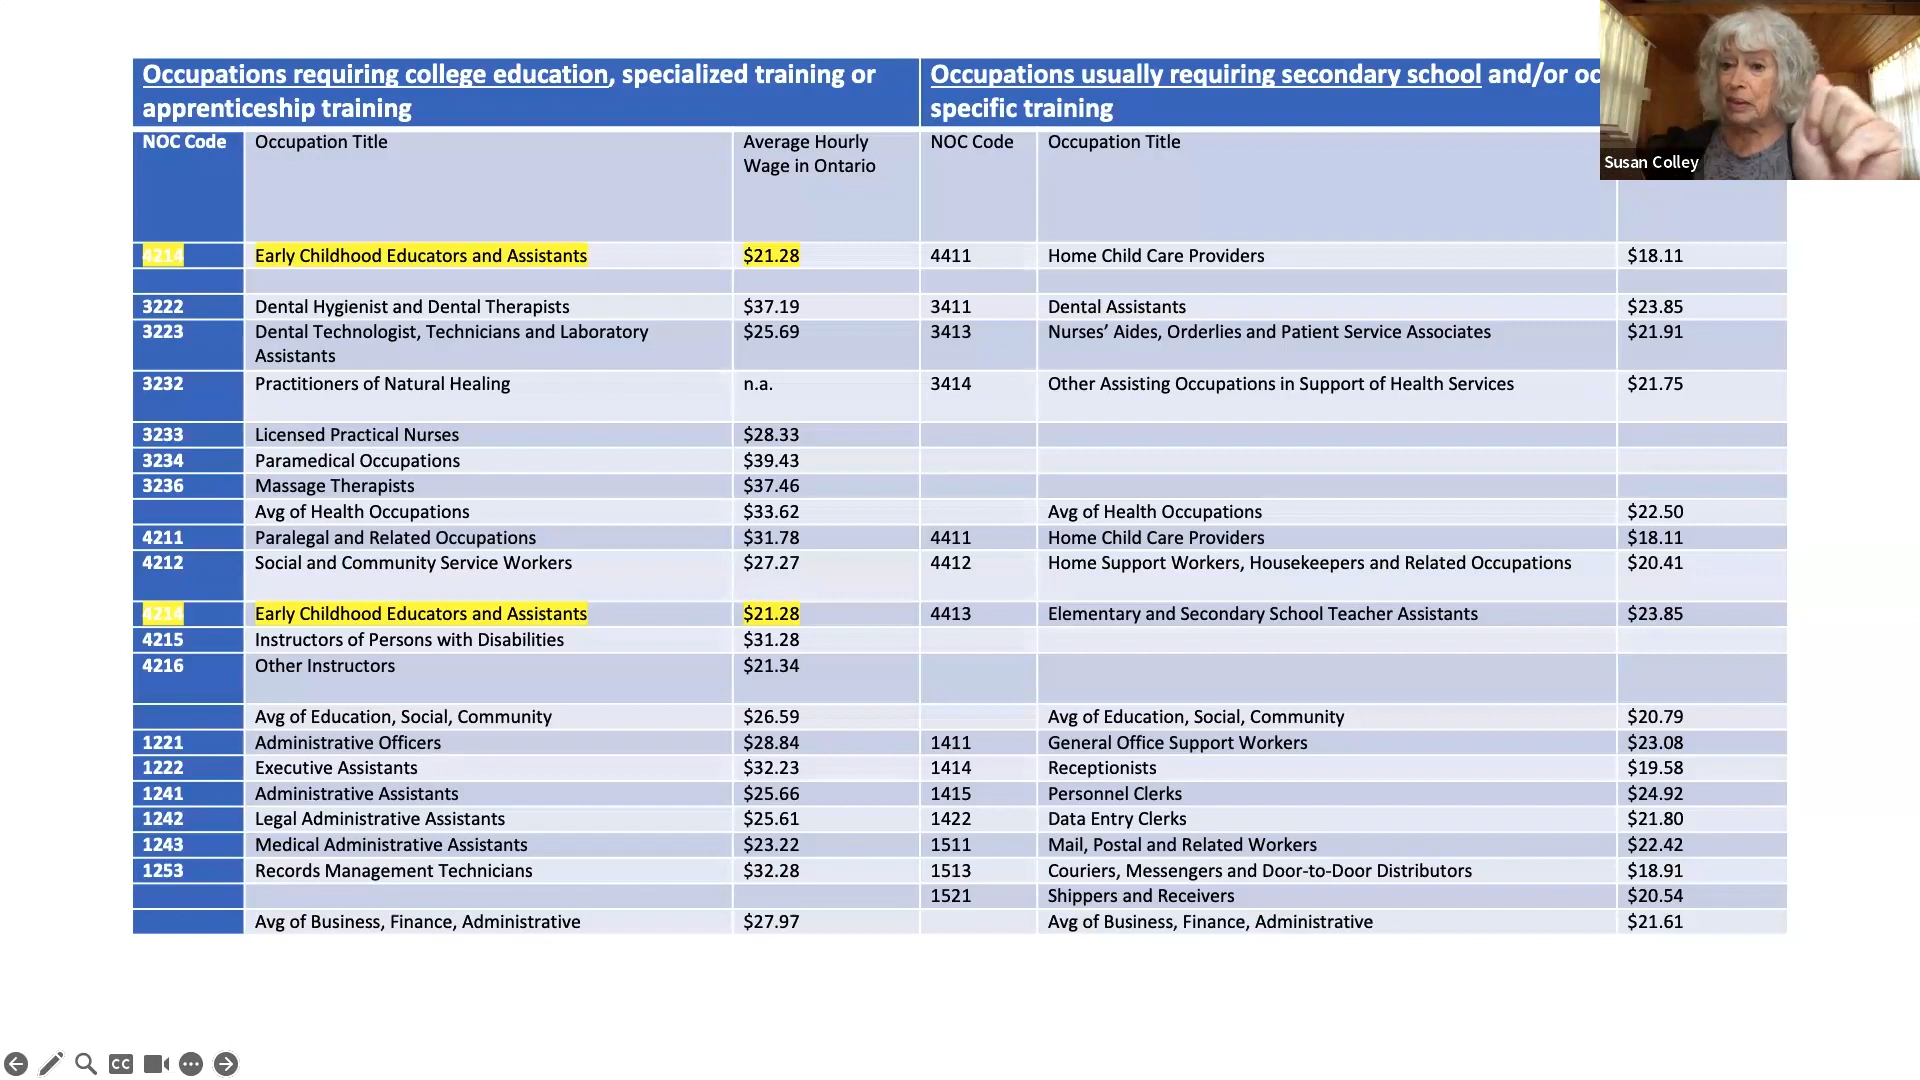 Occupations requiring college education, specialized training or
apprenticeship training
Occupations usually requiring secondary school and/or oc
specific training
Susan Colley
NOC Code Occupation Title Average Hourly
Wage in Ontario
NOC Code Occupation Title
4214 Early Childhood Educators and Assistants $21.28 4411 Home Child Care Providers $18.11
3222 Dental Hygienist and Dental Therapists $37.19 3411 Dental Assistants $23.85
3223 Dental Technologist, Technicians and Laboratory
Assistants
$25.69 3413 Nurses’ Aides, Orderlies and Patient Service Associates $21.91
3232 Practitioners of Natural Healing n.a. 3414 Other Assisting Occupations in Support of Health Services $21.75
3233 Licensed Practical Nurses $28.33
3234 Paramedical Occupations $39.43
3236 Massage Therapists $37.46
Avg of Health Occupations $33.62 Avg of Health Occupations $22.50
4211 Paralegal and Related Occupations $31.78 4411 Home Child Care Providers $18.11
4212 Social and Community Service Workers $27.27 4412 Home Support Workers, Housekeepers and Related Occupations $20.41
4214 Early Childhood Educators and Assistants $21.28 4413 Elementary and Secondary School Teacher Assistants $23.85
4215 Instructors of Persons with Disabilities $31.28
4216 Other Instructors $21.34
Avg of Education, Social, Community $26.59 Avg of Education, Social, Community $20.79
1221 Administrative Officers $28.84 1411 General Office Support Workers $23.08
1222 Executive Assistants $32.23 1414 Receptionists $19.58
1241 Administrative Assistants $25.66 1415 Personnel Clerks $24.92
1242 Legal Administrative Assistants $25.61 1422 Data Entry Clerks $21.80
1243 Medical Administrative Assistants $23.22 1511 Mail, Postal and Related Workers $22.42
1253 Records Management Technicians $32.28 1513 Couriers, Messengers and Door-to-Door Distributors $18.91
1521 Shippers and Receivers $20.54
Avg of Business, Finance, Administrative $27.97 Avg of Business, Finance, Administrative $21.61
CC